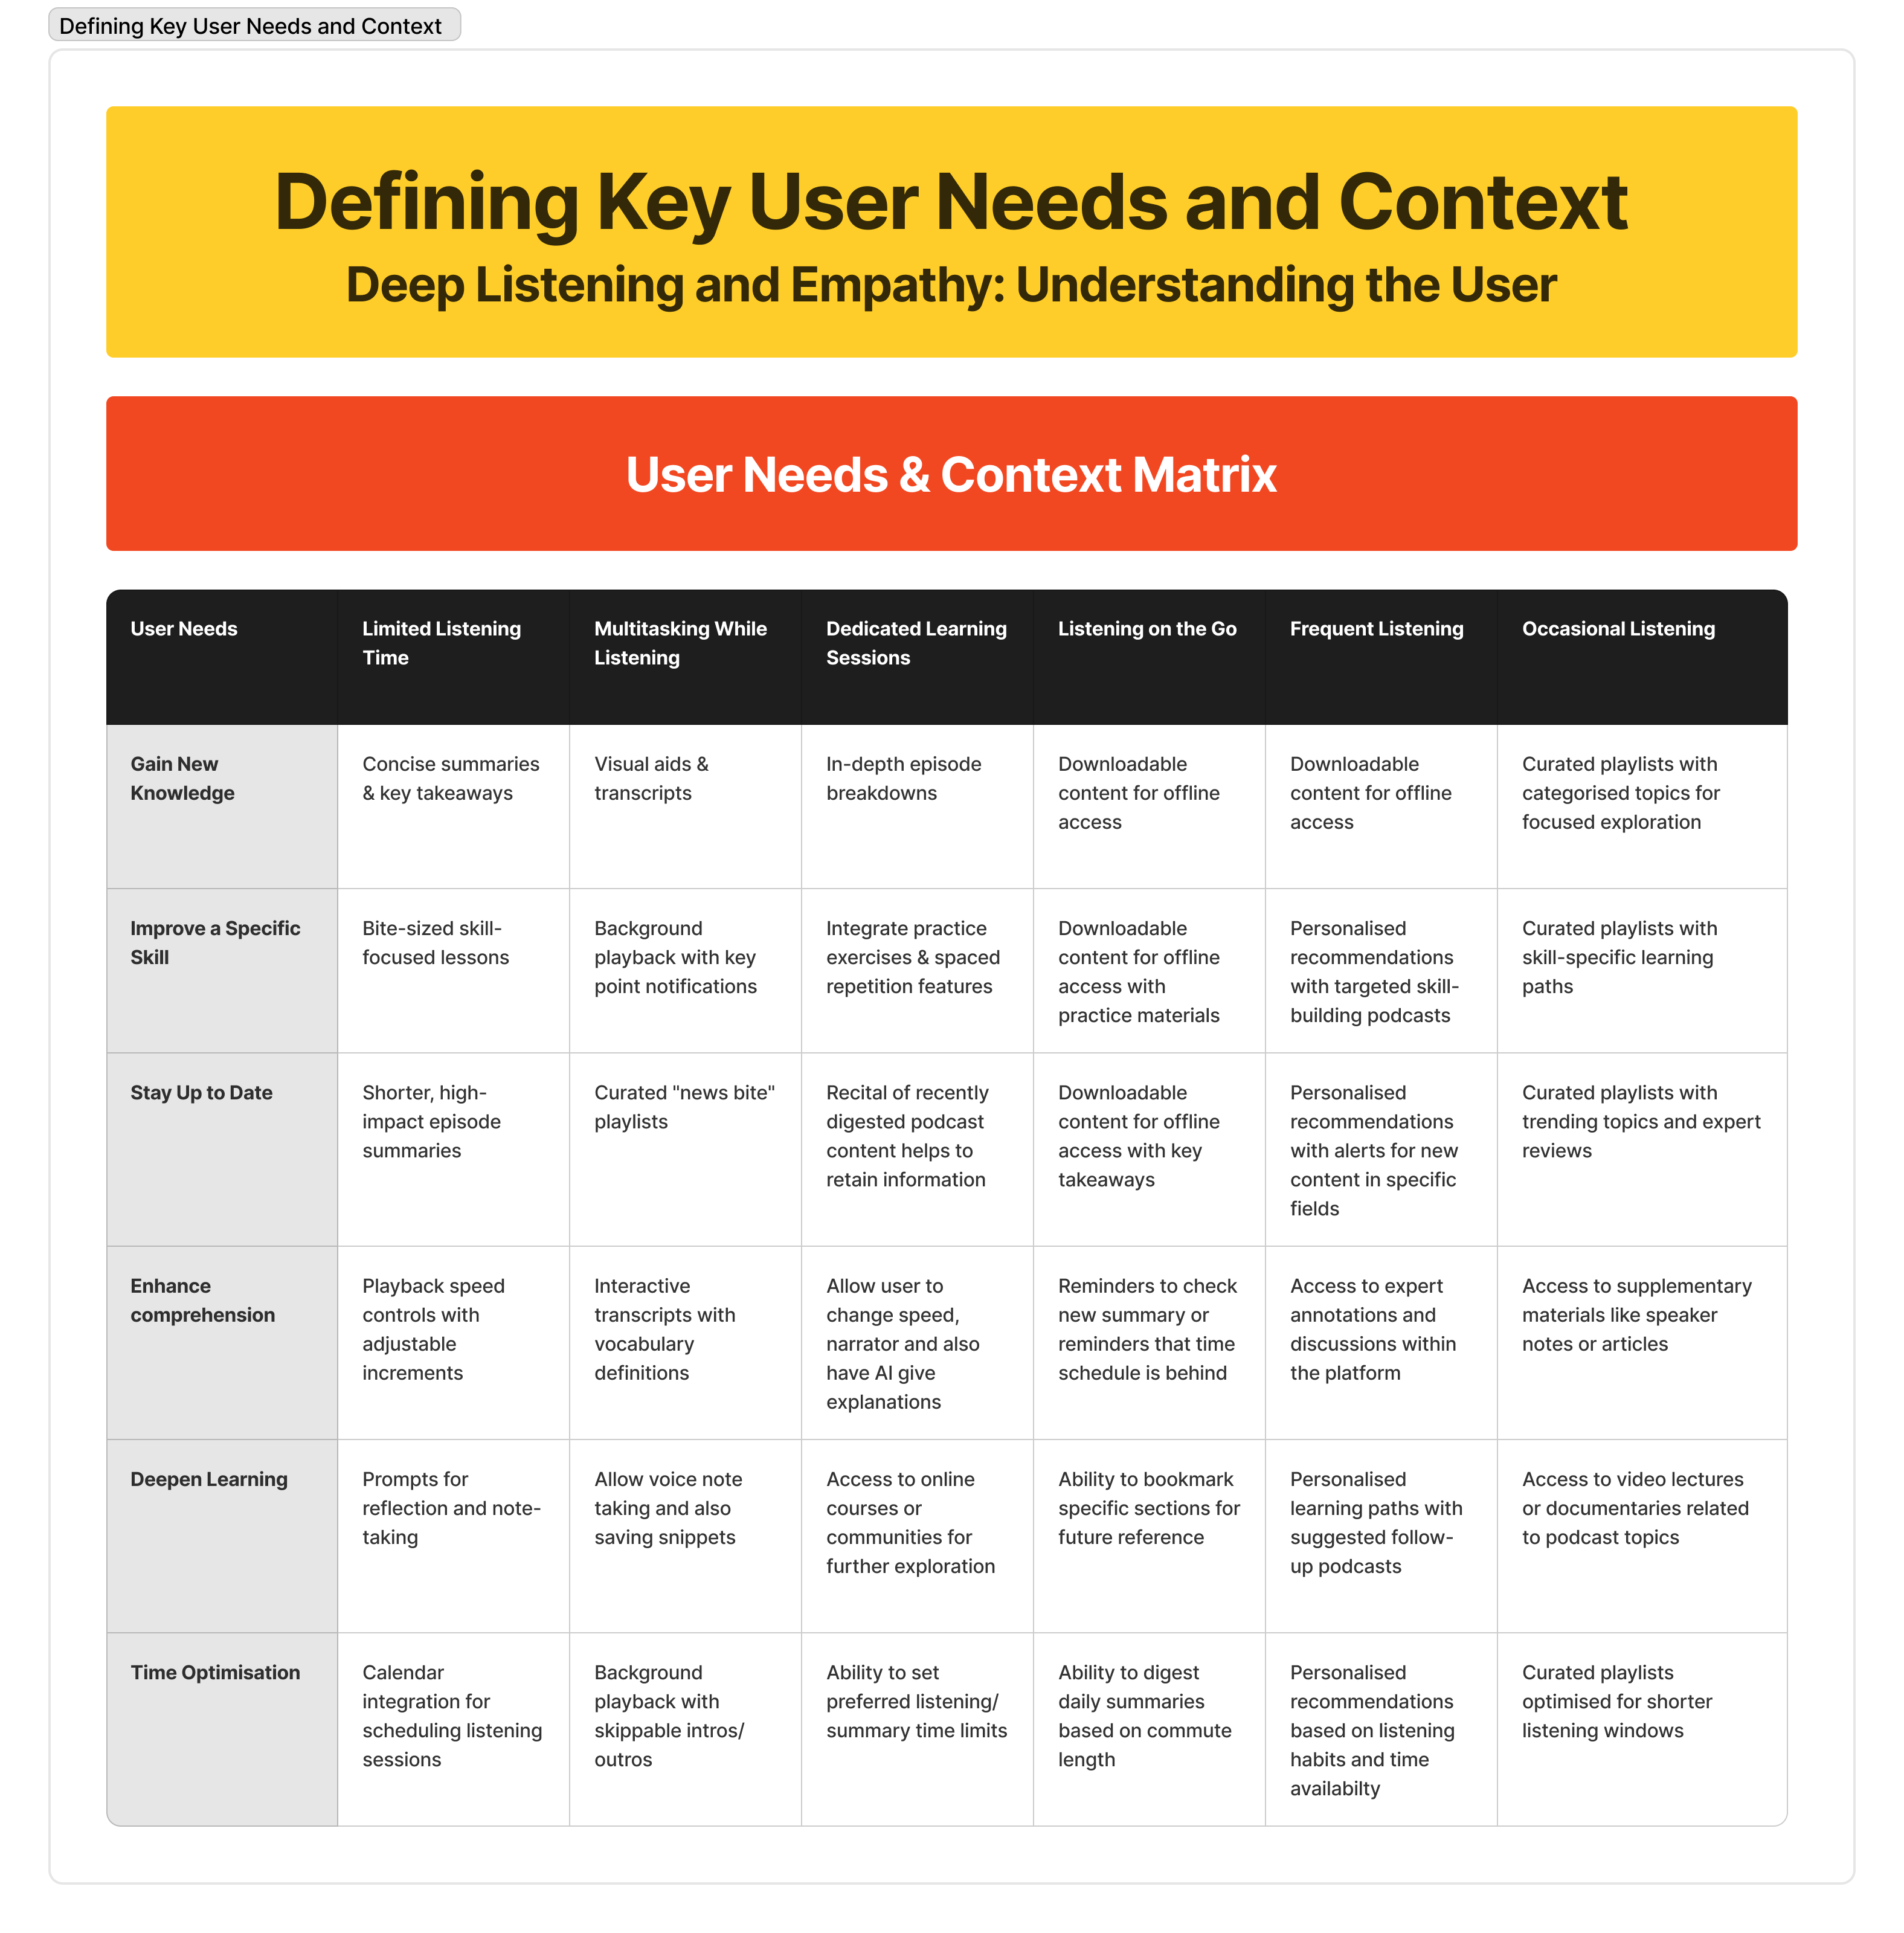 Defining Key User Needs and Context
Defining Key User Needs and Context
Deep Listening and Empathy: Understanding the User
User Needs & Context Matrix
User Needs
Limited Listening
Time
Multitasking While
Listening
Dedicated Learning
Sessions
Listening on the Go
Frequent Listening
Occasional Listening
Gain New
Knowledge
Concise summaries
& key takeaways
Visual aids &
transcripts
In-depth episode
breakdowns
Downloadable
content for offline
access
Downloadable
content for offline
access
Curated playlists with
categorised topics for
focused exploration
Improve a Specific
Skill
Bite-sized skill-
focused lessons
Background
playback with key
point notifications
Integrate practice
exercises & spaced
repetition features
Downloadable
content for offline
access with
practice materials
Personalised
recommendations
with targeted skill-
building podcasts
Curated playlists with
skill-specific learning
paths
Stay Up to Date
Shorter, high-
impact episode
summaries
Curated "news bite"
playlists
Recital of recently
digested podcast
content helps to
retain information
Downloadable
content for offline
access with key
takeaways
Personalised
recommendations
with alerts for new
content in specific
fields
Curated playlists with
trending topics and expert
reviews
Enhance
comprehension
Playback speed
controls with
adjustable
increments
Interactive
transcripts with
vocabulary
definitions
Allow user to
change speed,
narrator and also
have AI give
explanations
Reminders to check
new summary or
reminders that time
schedule is behind
Access to expert
annotations and
discussions within
the platform
Access to supplementary
materials like speaker
notes or articles
Deepen Learning
Prompts for
reflection and note-
taking
Allow voice note
taking and also
saving snippets
Access to online
courses or
communities for
further exploration
Ability to bookmark
specific sections for
future reference
Personalised
learning paths with
suggested follow-
up podcasts
Access to video lectures
or documentaries related
to podcast topics
Time Optimisation
Calendar
integration for
scheduling listening
sessions
Background
playback with
skippable intros/
outros
Ability to set
preferred listening/
summary time limits
Ability to digest
daily summaries
based on commute
length
Personalised
recommendations
based on listening
habits and time
availabilty
Curated playlists
optimised for shorter
listening windows